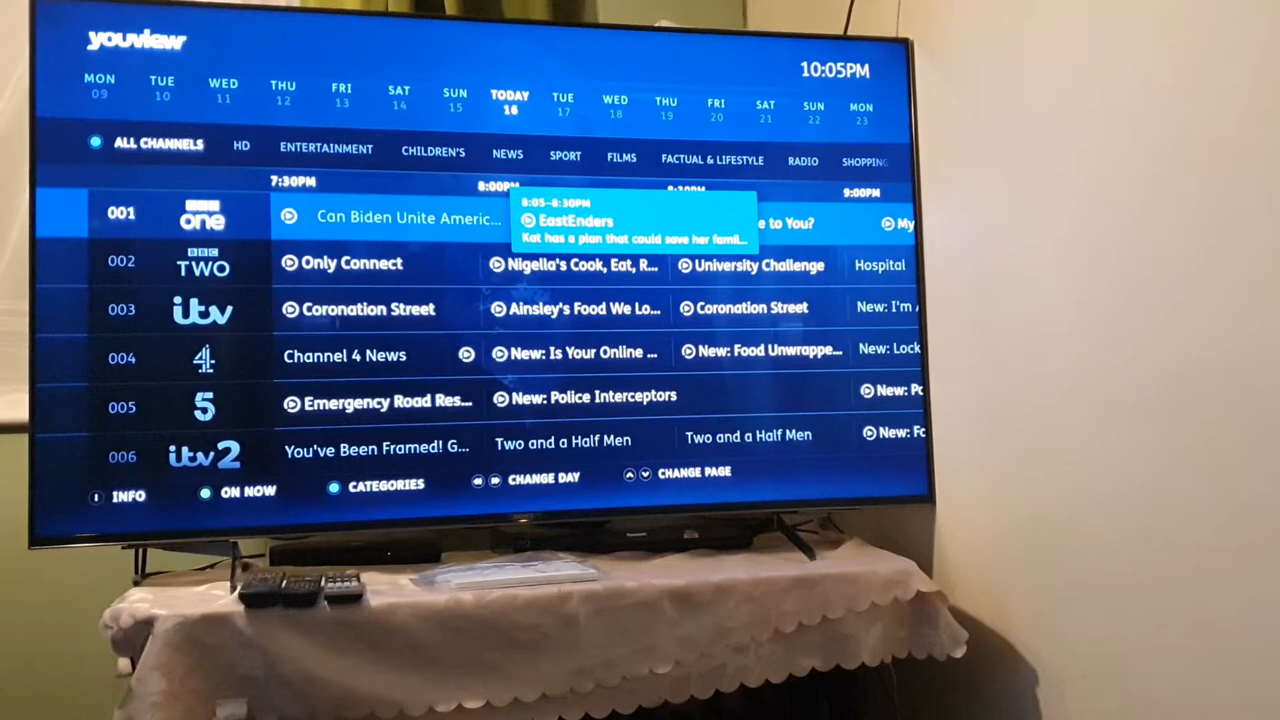 youview
10:05PM
MON TUE WED THU FRI SAT SUN TODAY TUE WED THU FRI SAT SUN MON
09 10 11 12 13 14 15 16 17 18 19 20 21 22 23
ALL CHANNELS HD ENTERTAINMENT CHILDREN'S NEWS SPORT FILMS FACTUAL & LIFESTYLE RADIO SHOPPING
7:30PM 8:00PM 8:30PM 9:00PM
001 BBC one Can Biden Unite Americ... e to You? My
8:05–8:30PM
EastEnders
Kat has a plan that could save her famil...
002 BBC TWO Only Connect Nigella's Cook, Eat, R... University Challenge Hospital
003 itv Coronation Street Ainsley's Food We Lo... Coronation Street New: I'm
004 4 Channel 4 News New: Is Your Online ... New: Food Unwrappe... New: Lock
005 5 Emergency Road Res... New: Police Interceptors New: Po
006 itv2 You've Been Framed! G... Two and a Half Men Two and a Half Men New: Fo
i INFO ON NOW CATEGORIES CHANGE DAY CHANGE PAGE
SONY
Panasonic